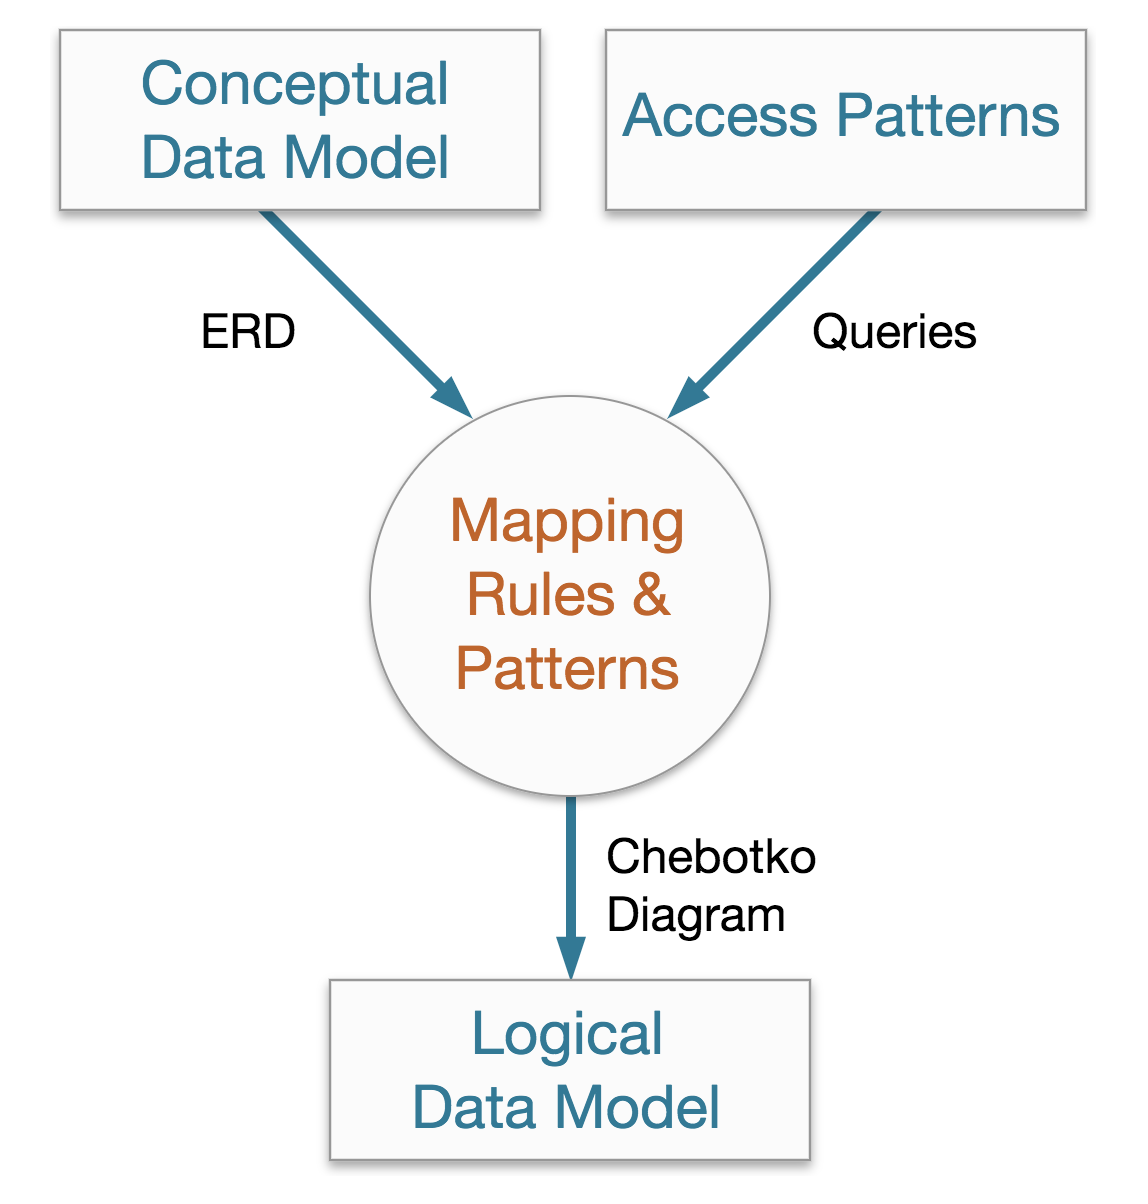 Conceptual
Data Model
Access Patterns
ERD
Queries
Mapping
Rules &
Patterns
Chebotko
Diagram
Logical
Data Model